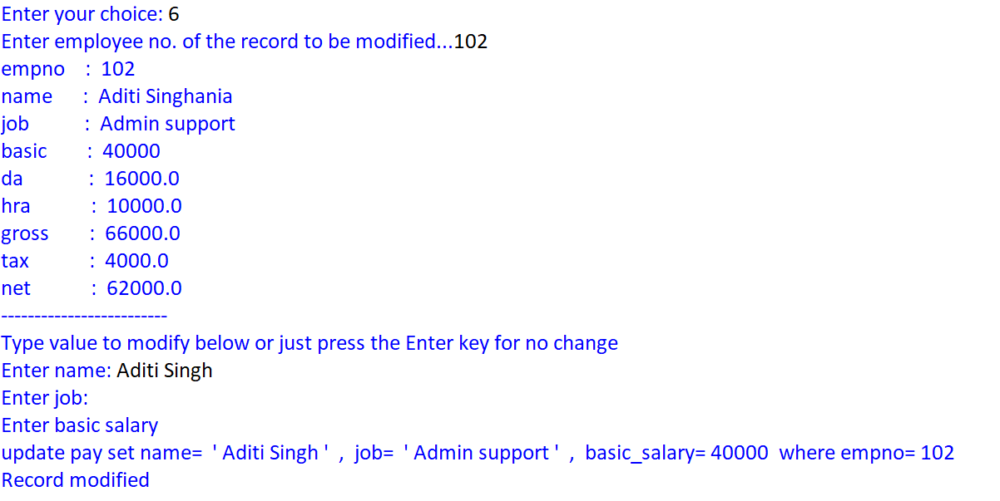 Enter your choice: 6
Enter employee no. of the record to be modified...102
empno : 102
name : Aditi Singhania
job : Admin support
basic : 40000
da : 16000.0
hra : 10000.0
gross : 66000.0
tax : 4000.0
net : 62000.0
-------------------------
Type value to modify below or just press the Enter key for no change
Enter name: Aditi Singh
Enter job:
Enter basic salary
update pay set name= ' Aditi Singh ' , job= ' Admin support ' , basic_salary= 40000 where empno= 102
Record modified